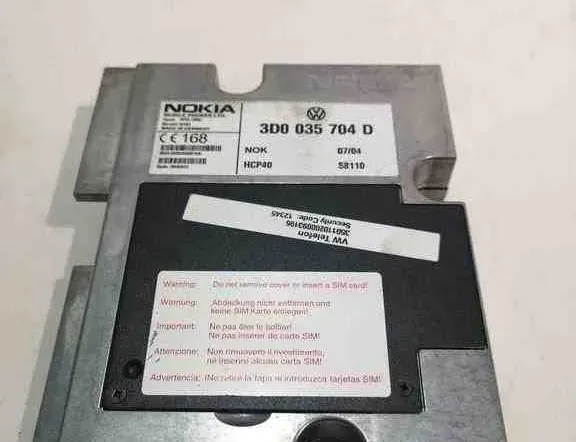 NOKIA
CE 168
3D0 035 704 D
NOK 07/04
HCP40 S8110
VW Telefon
Security Code: 12345
Warning: Do not remove cover or insert a SIM card!
Warnung: Abdeckung nicht entfernen und
keine SIM Karte einlegen!
Important: Ne pas ôter le boîtier!
Ne pas insérer de carte SIM!
Attenzione: Non rimuovere il rivestimento,
ne inserire alcuna carta SIM!
Advertencia: ¡No retire la tapa ni introduzca tarjetas SIM!